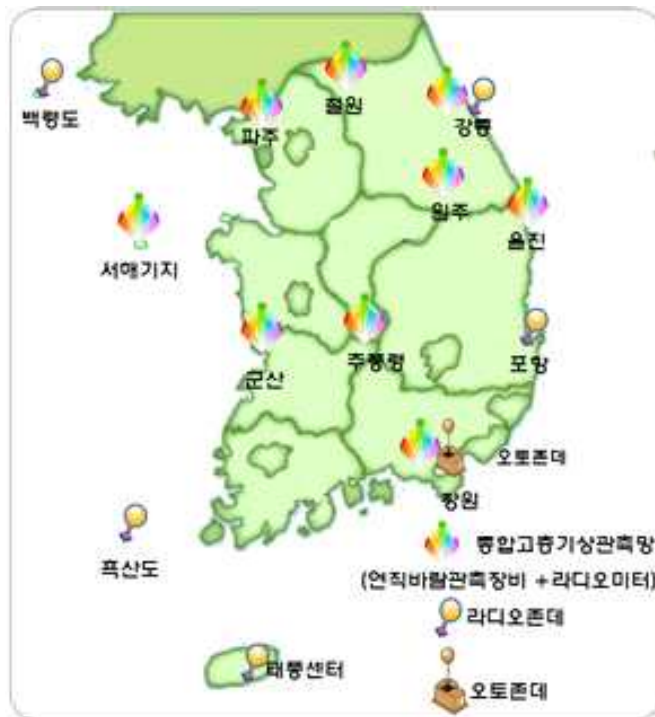 백령도
파주
철원
강릉
원주
울진
서해기지
군산
추풍령
포항
오토존데
창원
흑산도
통합고층기상관측망
(연직바람관측장비 +라디오미터)
라디오존데
태풍센터
오토존데